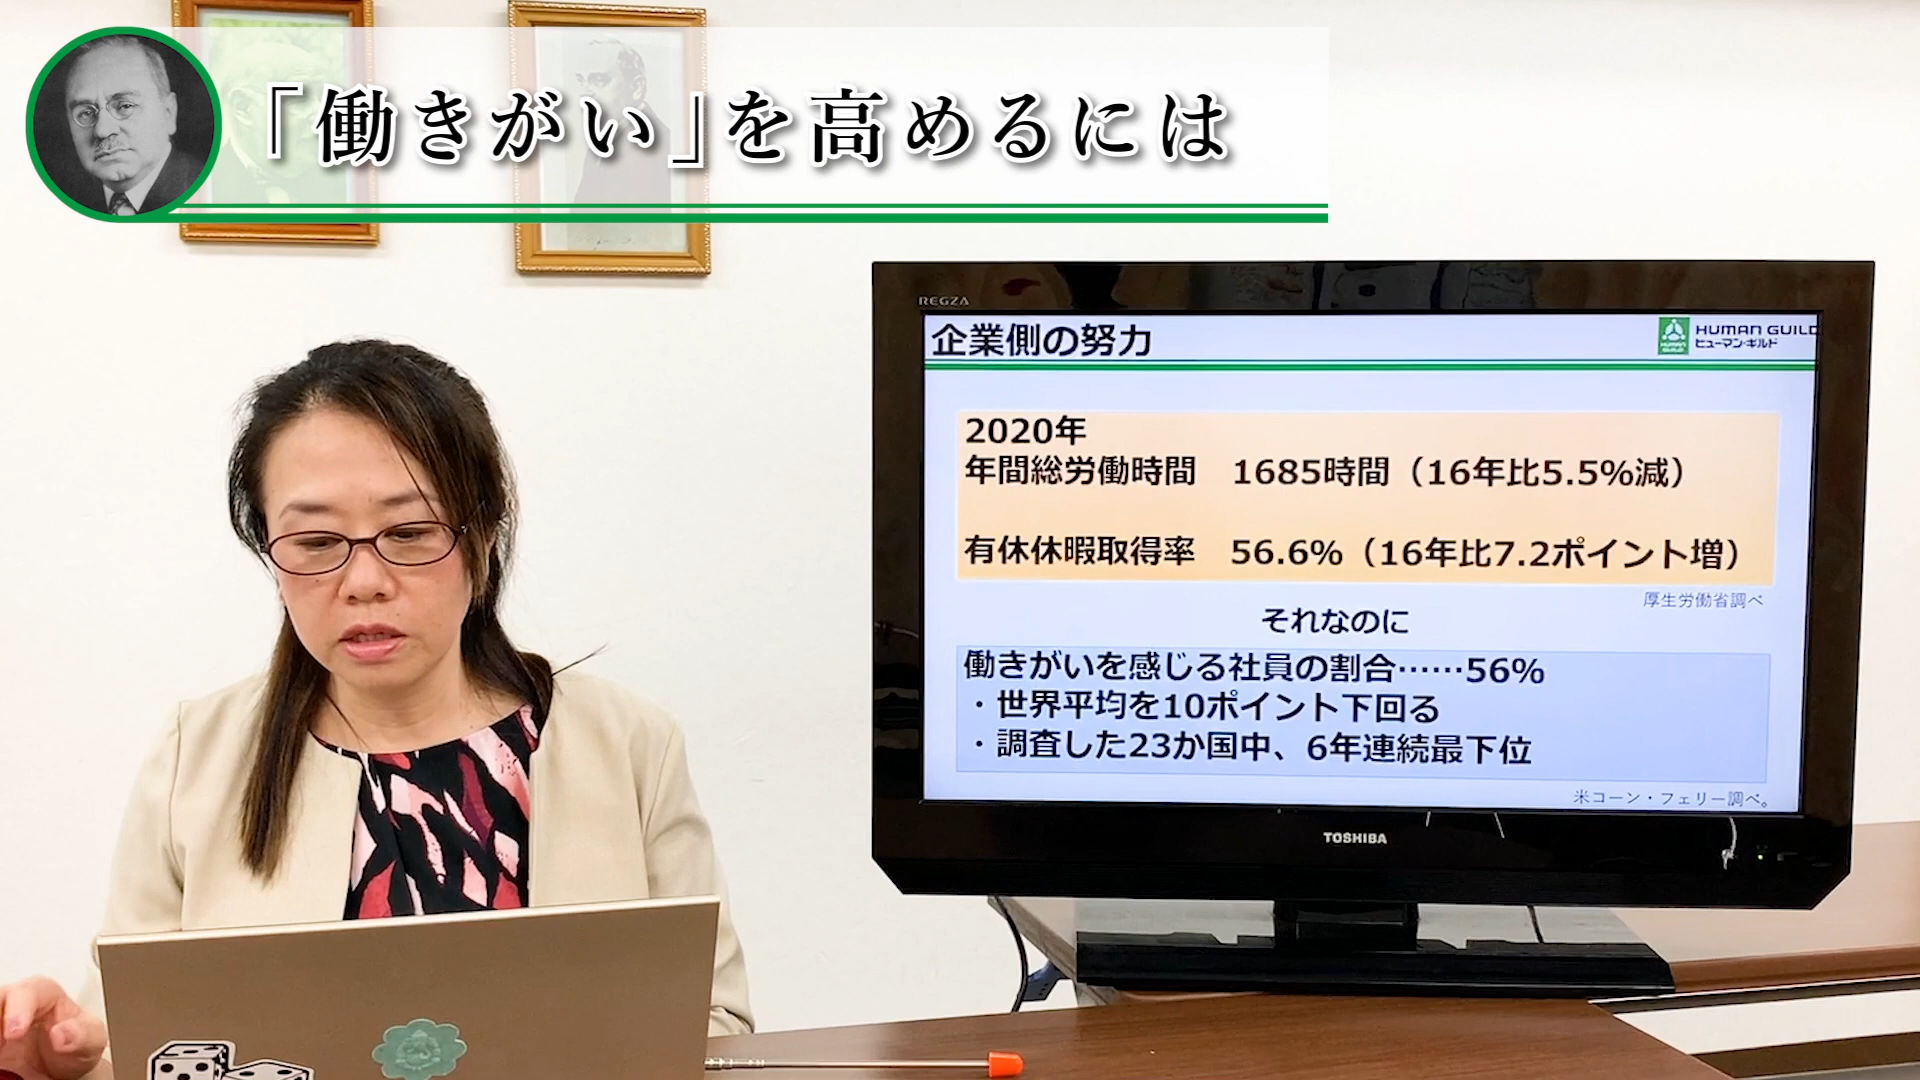 「働きがい」を高めるには
REGZA
企業側の努力
HUMAN GUILD
ヒューマン・ギルド
2020年
年間総労働時間 1685時間（16年比5.5%減）
有休休暇取得率 56.6%（16年比7.2ポイント増）
厚生労働省調べ
それなのに
働きがいを感じる社員の割合……56%
・世界平均を10ポイント下回る
・調査した23か国中、6年連続最下位
米コーン・フェリー調べ。
TOSHIBA